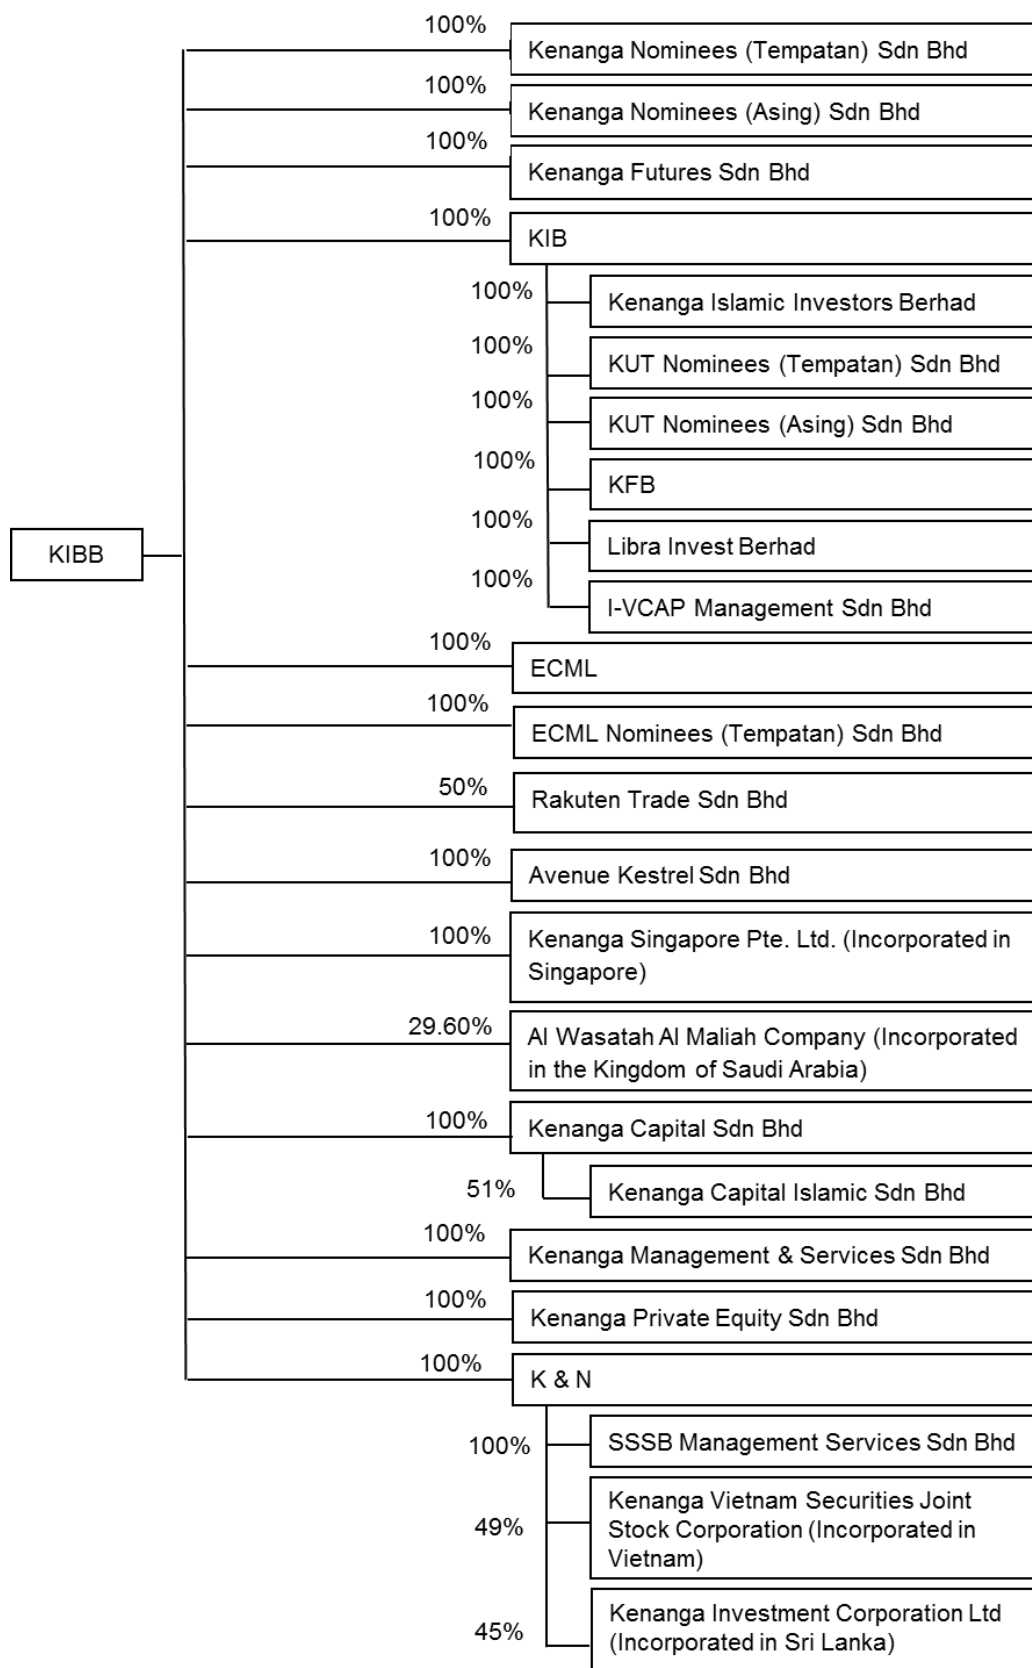 100%
Kenanga Nominees (Tempatan) Sdn Bhd
100%
Kenanga Nominees (Asing) Sdn Bhd
100%
Kenanga Futures Sdn Bhd
100%
KIB
100%
Kenanga Islamic Investors Berhad
100%
KUT Nominees (Tempatan) Sdn Bhd
100%
KUT Nominees (Asing) Sdn Bhd
100%
KFB
100%
Libra Invest Berhad
KIBB
100%
I-VCAP Management Sdn Bhd
100%
ECML
100%
ECML Nominees (Tempatan) Sdn Bhd
50%
Rakuten Trade Sdn Bhd
100%
Avenue Kestrel Sdn Bhd
100%
Kenanga Singapore Pte. Ltd. (Incorporated in
Singapore)
29.60%
Al Wasatah Al Maliah Company (Incorporated
in the Kingdom of Saudi Arabia)
100%
Kenanga Capital Sdn Bhd
51%
Kenanga Capital Islamic Sdn Bhd
100%
Kenanga Management & Services Sdn Bhd
100%
Kenanga Private Equity Sdn Bhd
100%
K & N
100%
SSSB Management Services Sdn Bhd
49%
Kenanga Vietnam Securities Joint
Stock Corporation (Incorporated in
Vietnam)
45%
Kenanga Investment Corporation Ltd
(Incorporated in Sri Lanka)